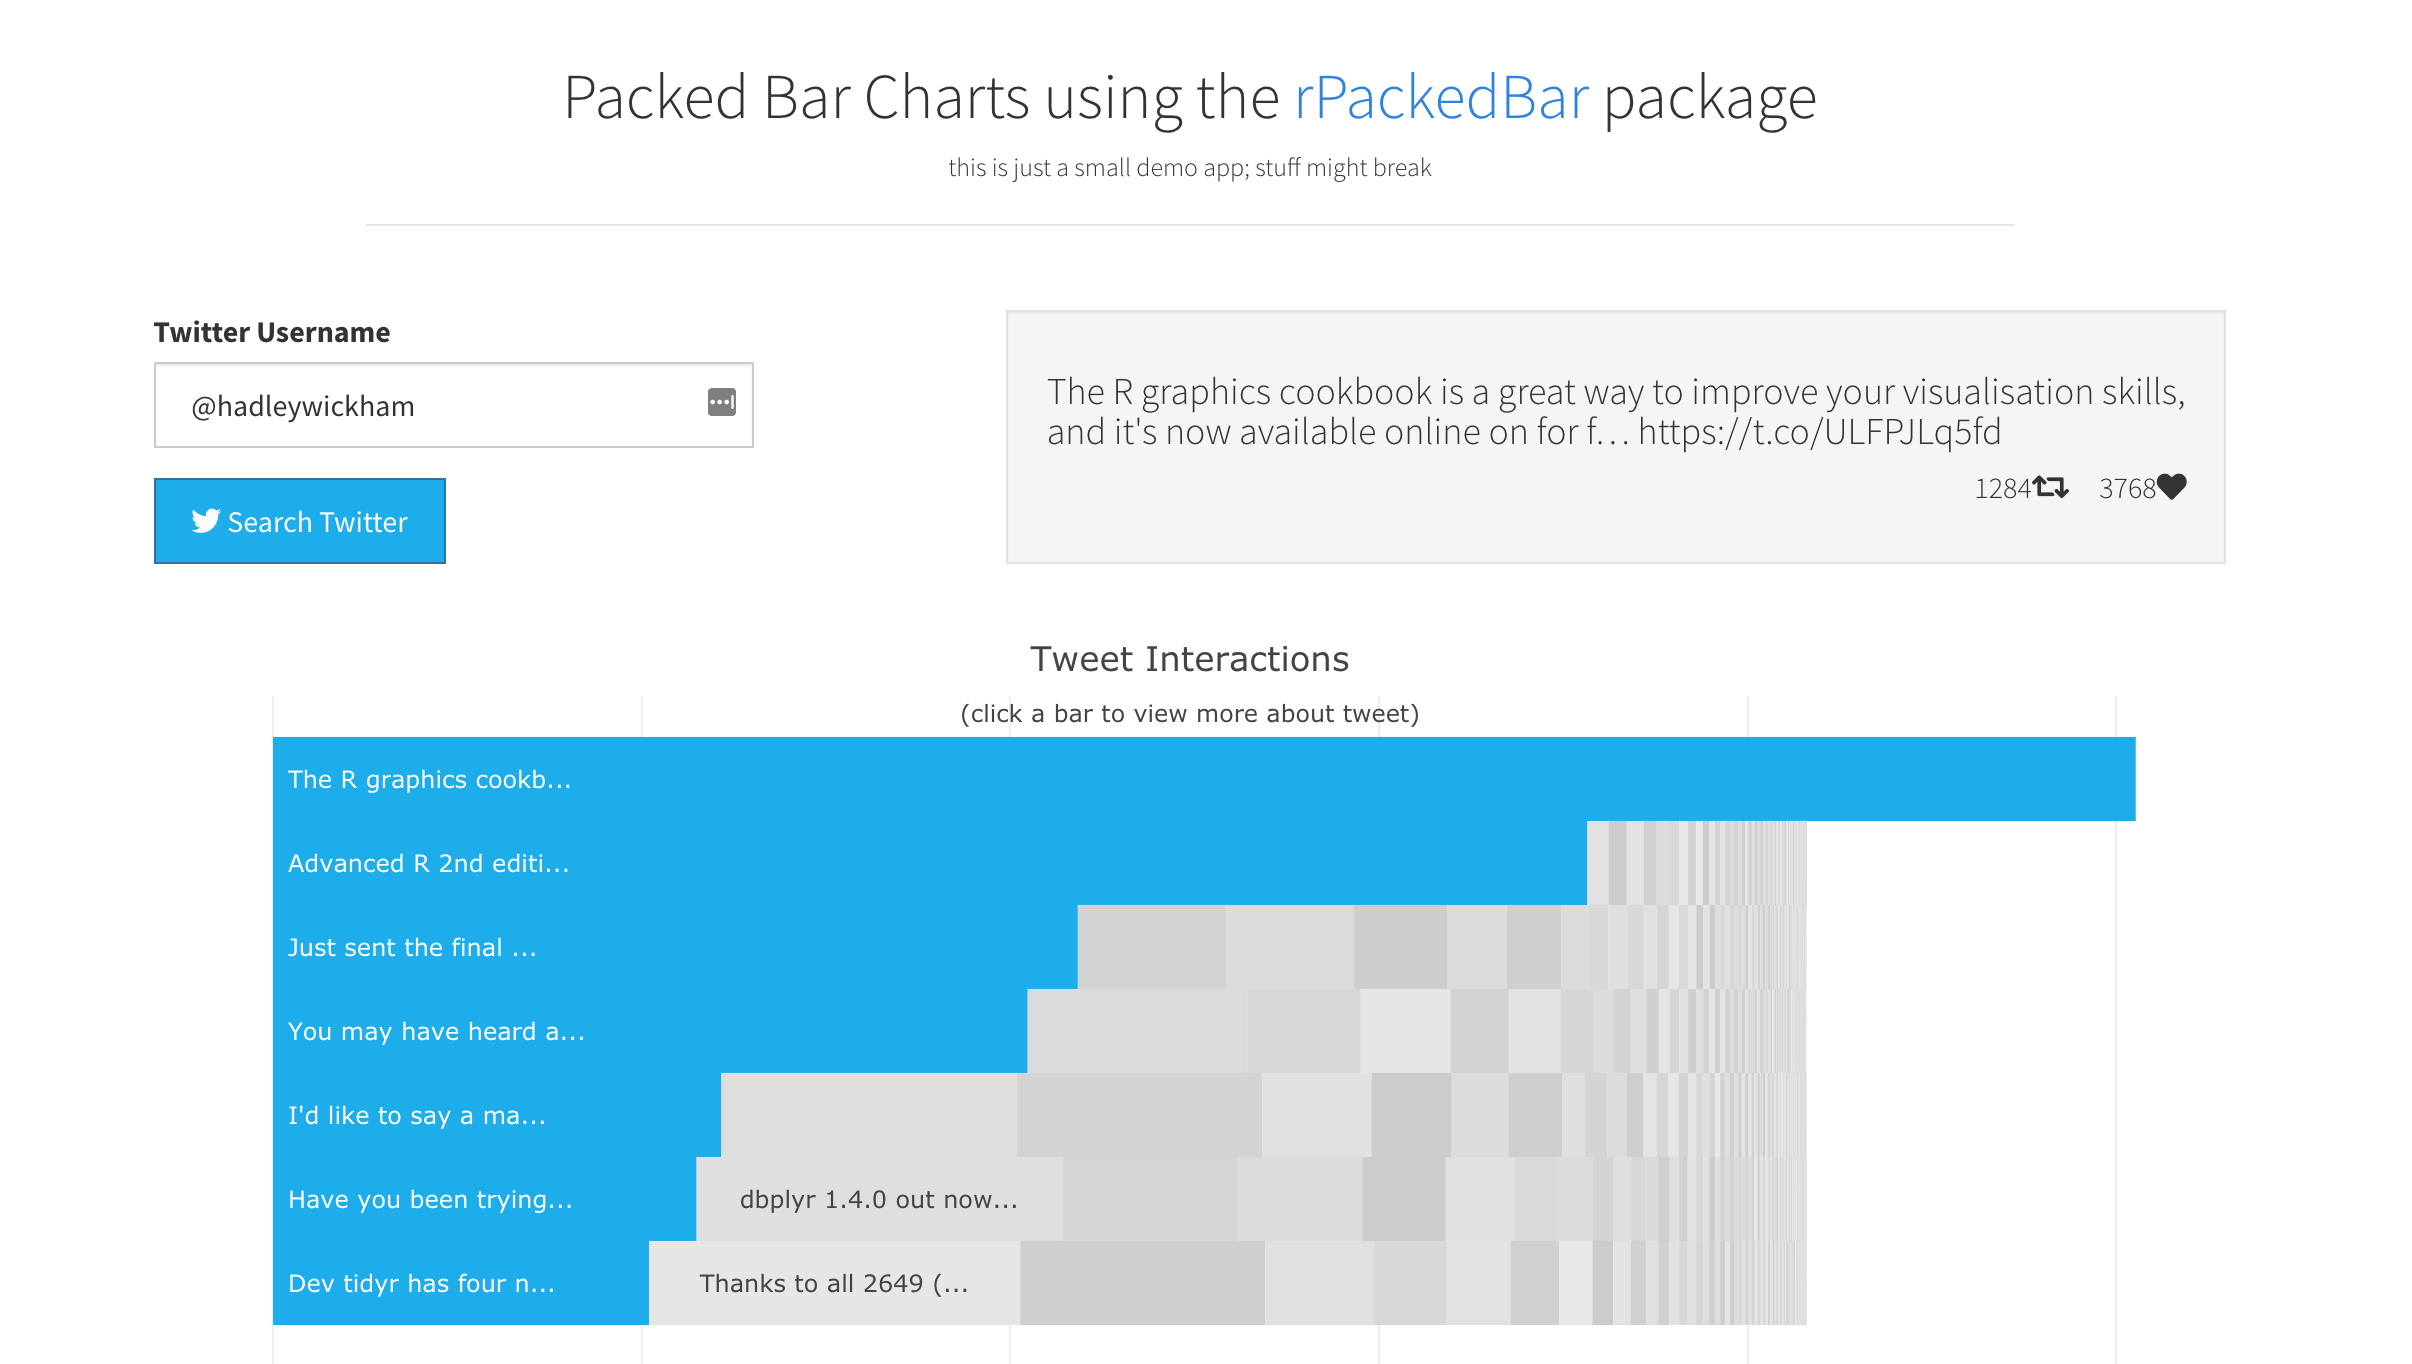 Packed Bar Charts using the rPackedBar package
this is just a small demo app; stuff might break
Twitter Username
@hadleywickham
Search Twitter
The R graphics cookbook is a great way to improve your visualisation skills,
and it's now available online on for f… https://t.co/ULFPJLq5fd
1284 3768
Tweet Interactions
(click a bar to view more about tweet)
The R graphics cookb...
Advanced R 2nd editi...
Just sent the final ...
You may have heard a...
I'd like to say a ma...
Have you been trying... dbplyr 1.4.0 out now...
Dev tidyr has four n... Thanks to all 2649 (...